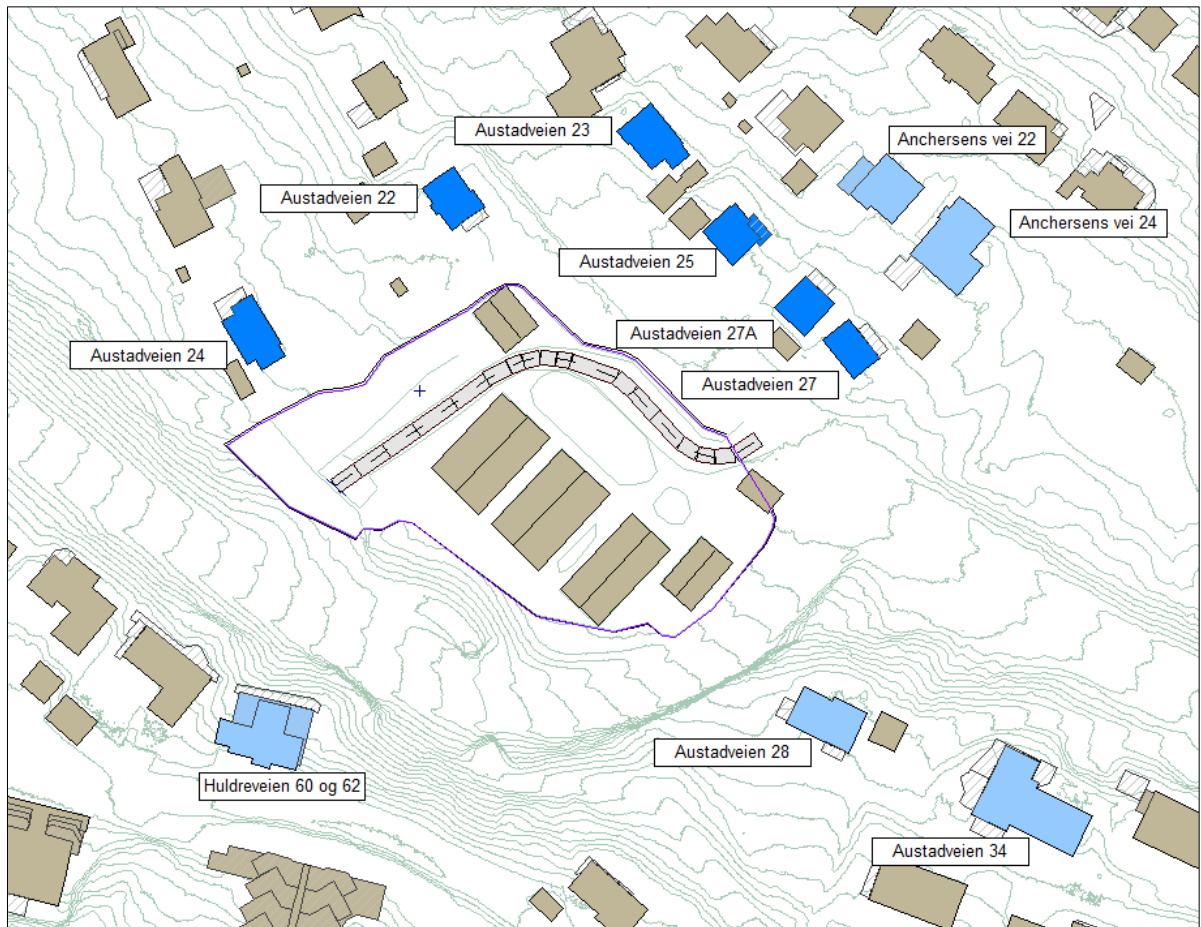 Austadveien 23
Anchersens vei 22
Austadveien 22
Anchersens vei 24
Austadveien 25
Austadveien 27A
Austadveien 24
Austadveien 27
Austadveien 28
Huldreveien 60 og 62
Austadveien 34